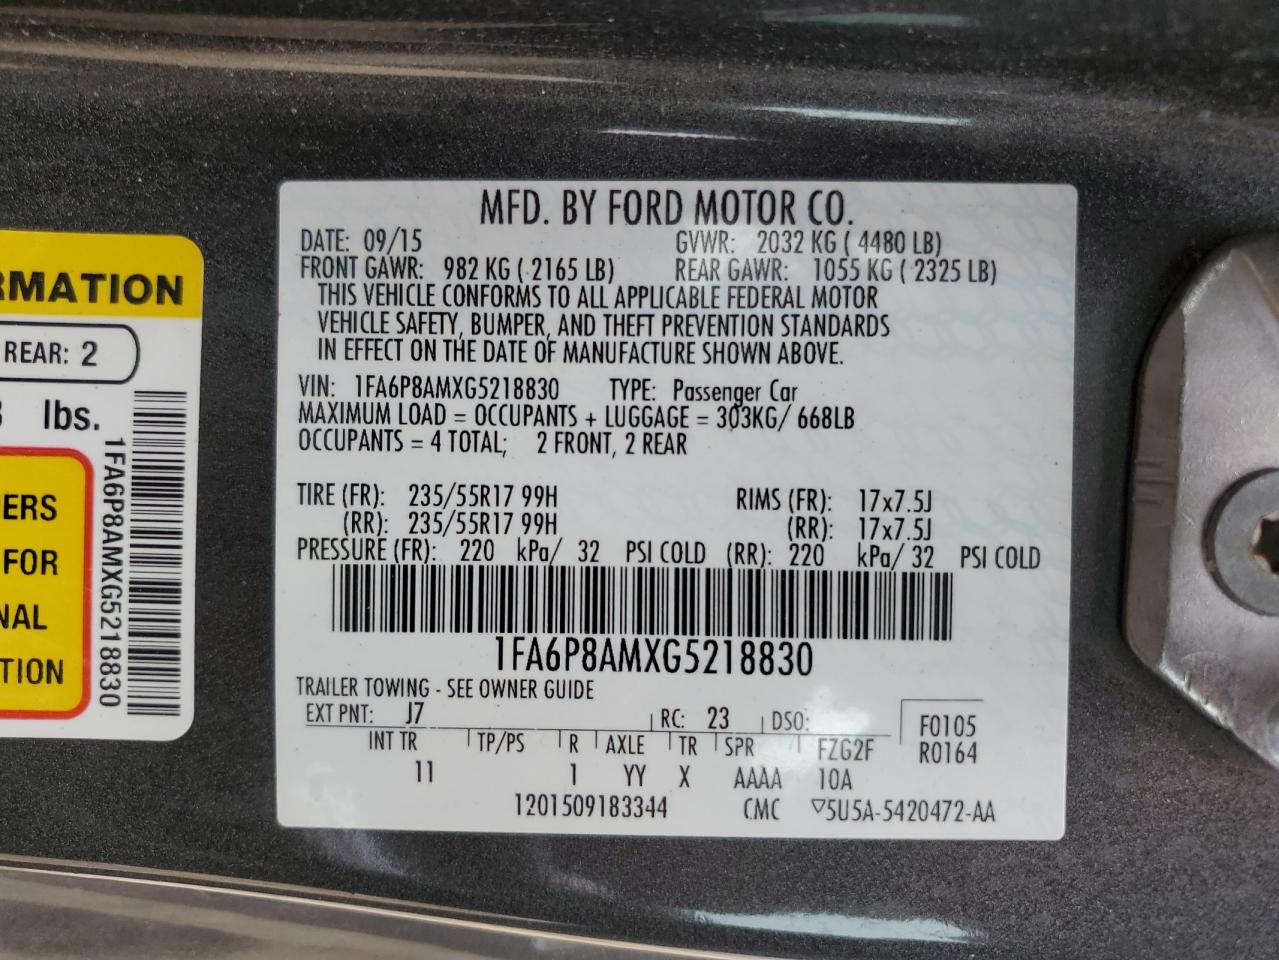 MFD. BY FORD MOTOR CO.
DATE: 09/15 GVWR: 2032 KG ( 4480 LB)
FRONT GAWR: 982 KG ( 2165 LB) REAR GAWR: 1055 KG ( 2325 LB)
THIS VEHICLE CONFORMS TO ALL APPLICABLE FEDERAL MOTOR
VEHICLE SAFETY, BUMPER, AND THEFT PREVENTION STANDARDS
IN EFFECT ON THE DATE OF MANUFACTURE SHOWN ABOVE.
VIN: 1FA6P8AMXG5218830 TYPE: Passenger Car
MAXIMUM LOAD = OCCUPANTS + LUGGAGE = 303KG/ 668LB
OCCUPANTS = 4 TOTAL; 2 FRONT, 2 REAR
TIRE (FR): 235/55R17 99H RIMS (FR): 17x7.5J
(RR): 235/55R17 99H (RR): 17x7.5J
PRESSURE (FR): 220 kPa/ 32 PSI COLD (RR): 220 kPa/ 32 PSI COLD
1FA6P8AMXG5218830
TRAILER TOWING - SEE OWNER GUIDE
EXT PNT: J7 RC: 23 DSO:
F0105
R0164
INT TR TP/PS R AXLE TR SPR FZG2F
11 1 YY X AAAA 10A
1201509183344 CMC ▽5U5A-5420472-AA
RMATION
REAR: 2
lbs.
1FA6P8AMXG5218830
ERS
FOR
NAL
TION